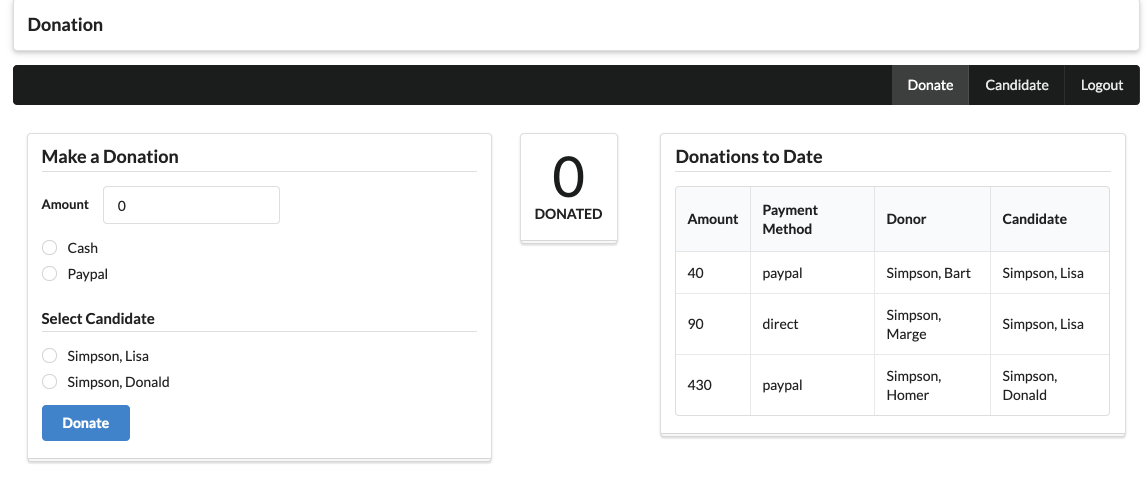 Donation
Donate Candidate Logout
Make a Donation
Amount 0
Cash
Paypal
Select Candidate
Simpson, Lisa
Simpson, Donald
Donate
0
DONATED
Donations to Date
Amount Payment Method Donor Candidate
40 paypal Simpson, Bart Simpson, Lisa
90 direct Simpson, Marge Simpson, Lisa
430 paypal Simpson, Homer Simpson, Donald